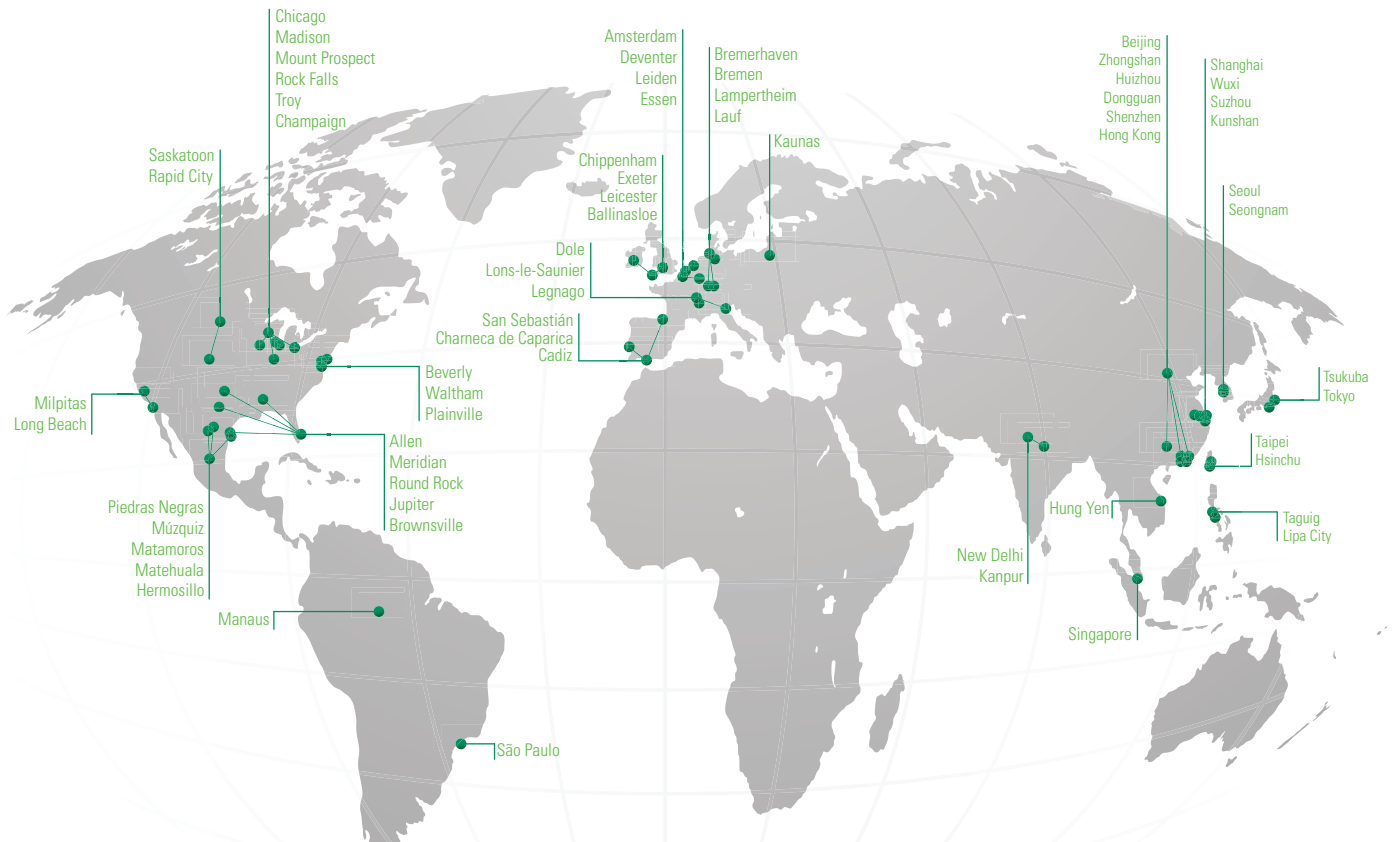 Chicago
Madison
Mount Prospect
Rock Falls
Troy
Champaign
Saskatoon
Rapid City
Amsterdam
Deventer
Leiden
Essen
Bremerhaven
Bremen
Lampertheim
Lauf
Kaunas
Chippenham
Exeter
Leicester
Ballinasloe
Dole
Lons-le-Saunier
Legnago
San Sebastián
Charneca de Caparica
Cadiz
Beijing
Zhongshan
Huizhou
Dongguan
Shenzhen
Hong Kong
Shanghai
Wuxi
Suzhou
Kunshan
Seoul
Seongnam
Tsukuba
Tokyo
Milpitas
Long Beach
Beverly
Waltham
Plainville
Allen
Meridian
Round Rock
Jupiter
Brownsville
Piedras Negras
Múzquiz
Matamoros
Matehuala
Hermosillo
Manaus
São Paulo
Taipei
Hsinchu
Hung Yen
Taguig
Lipa City
New Delhi
Kanpur
Singapore